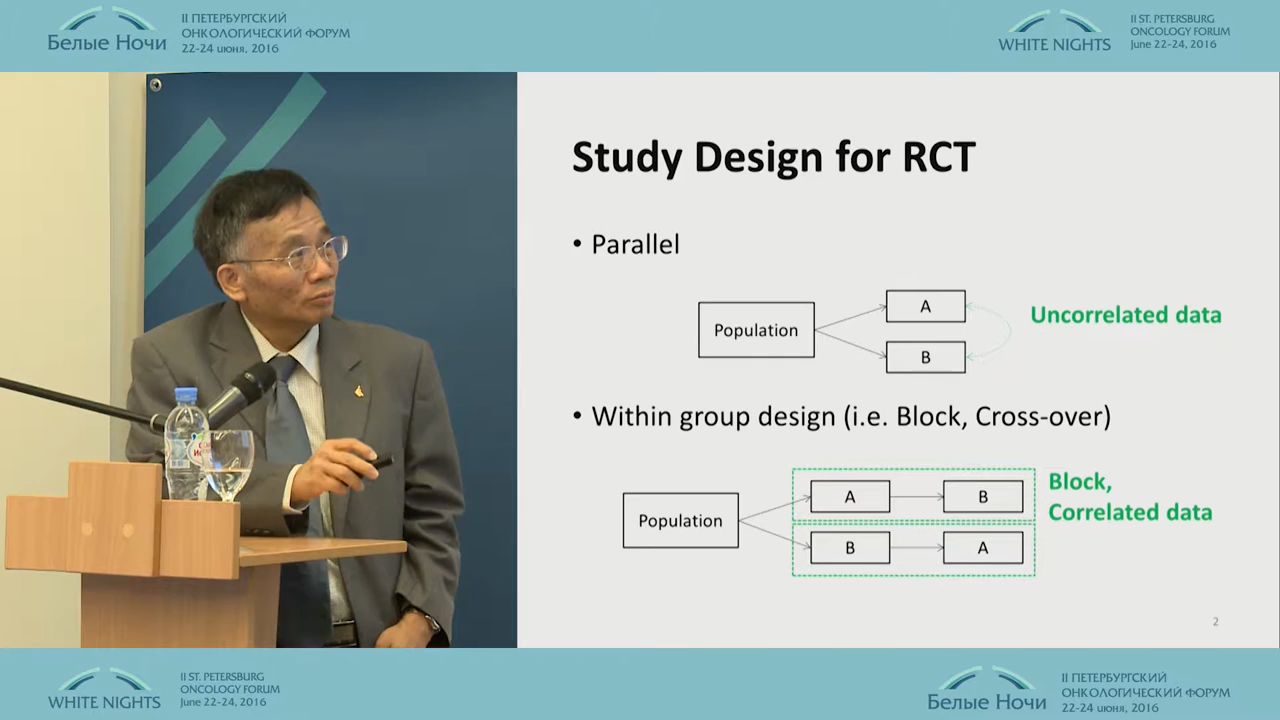 Белые Ночи
II ПЕТЕРБУРГСКИЙ
ОНКОЛОГИЧЕСКИЙ ФОРУМ
22-24 июня, 2016
WHITE NIGHTS
II ST. PETERSBURG
ONCOLOGY FORUM
June 22-24, 2016
Study Design for RCT
• Parallel
Population
A
B
Uncorrelated data
• Within group design (i.e. Block, Cross-over)
Population
A
B
B
A
Block,
Correlated data
2
WHITE NIGHTS
II ST. PETERSBURG
ONCOLOGY FORUM
June 22-24, 2016
Белые Ночи
II ПЕТЕРБУРГСКИЙ
ОНКОЛОГИЧЕСКИЙ ФОРУМ
22-24 июня, 2016